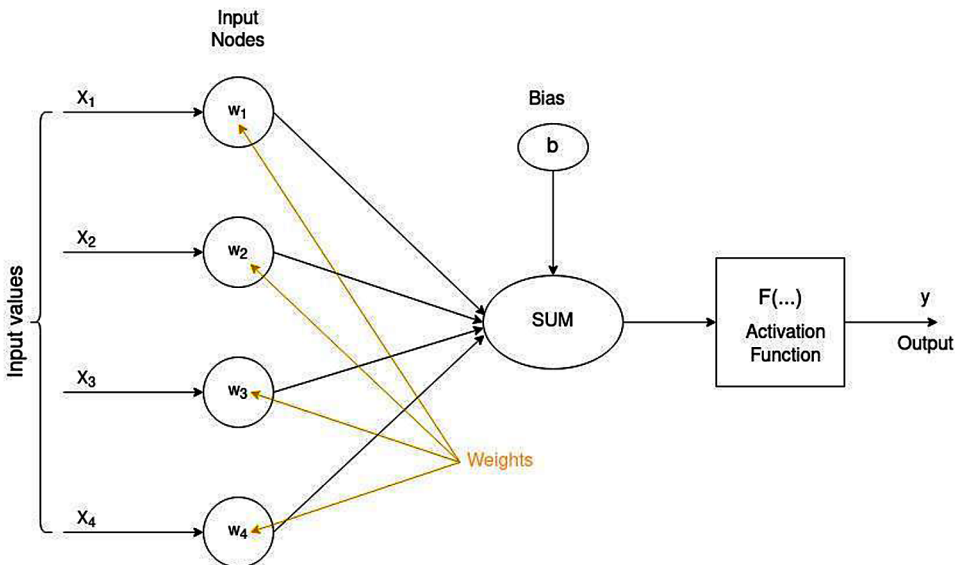 Input
Nodes
X1
w1
Bias
b
X2
w2
Input values
SUM
F(...)
Activation
Function
y
Output
X3
w3
Weights
X4
w4